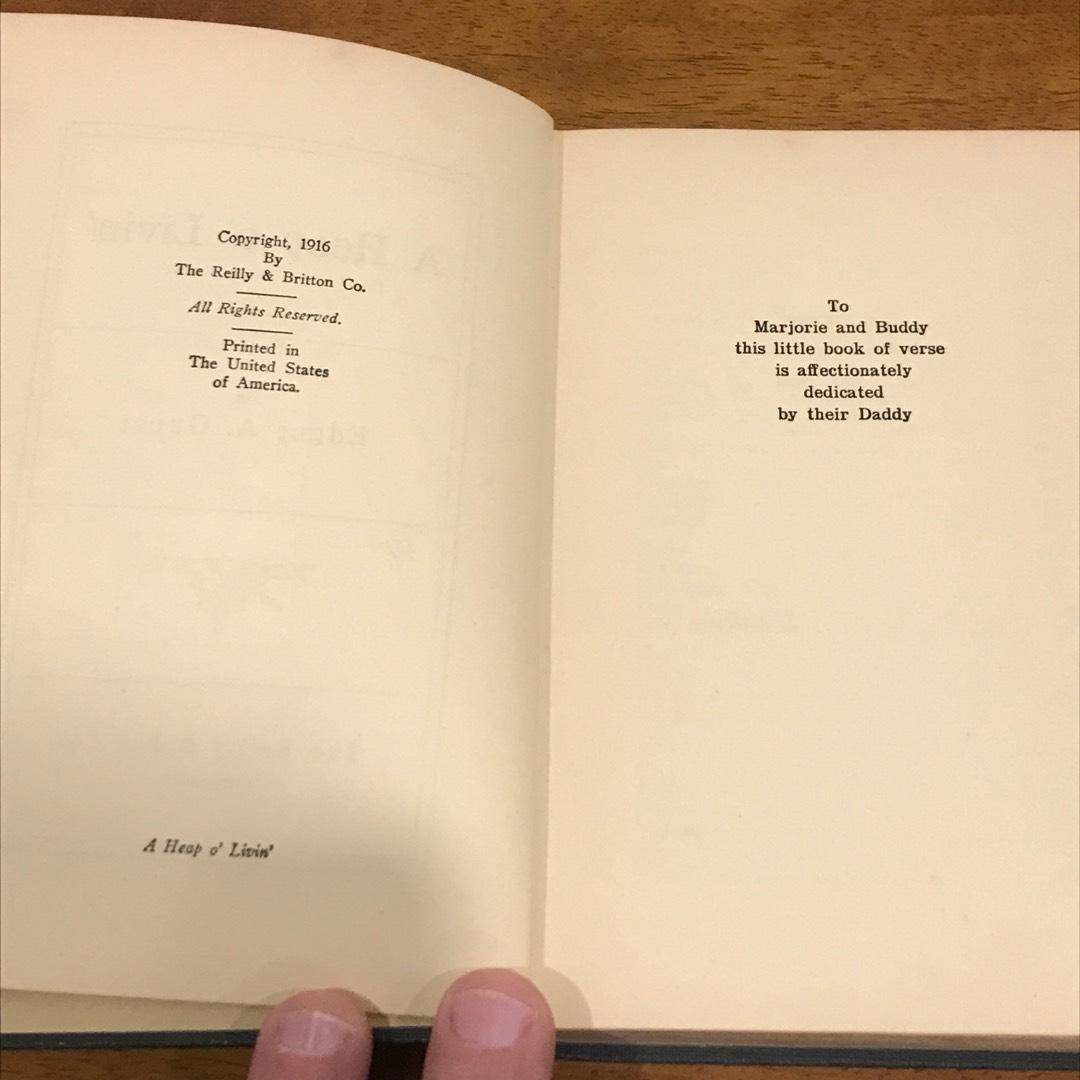 Copyright, 1916
By
The Reilly & Britton Co.
All Rights Reserved.
Printed in
The United States
of America.
A Heap o' Livin'
To
Marjorie and Buddy
this little book of verse
is affectionately
dedicated
by their Daddy